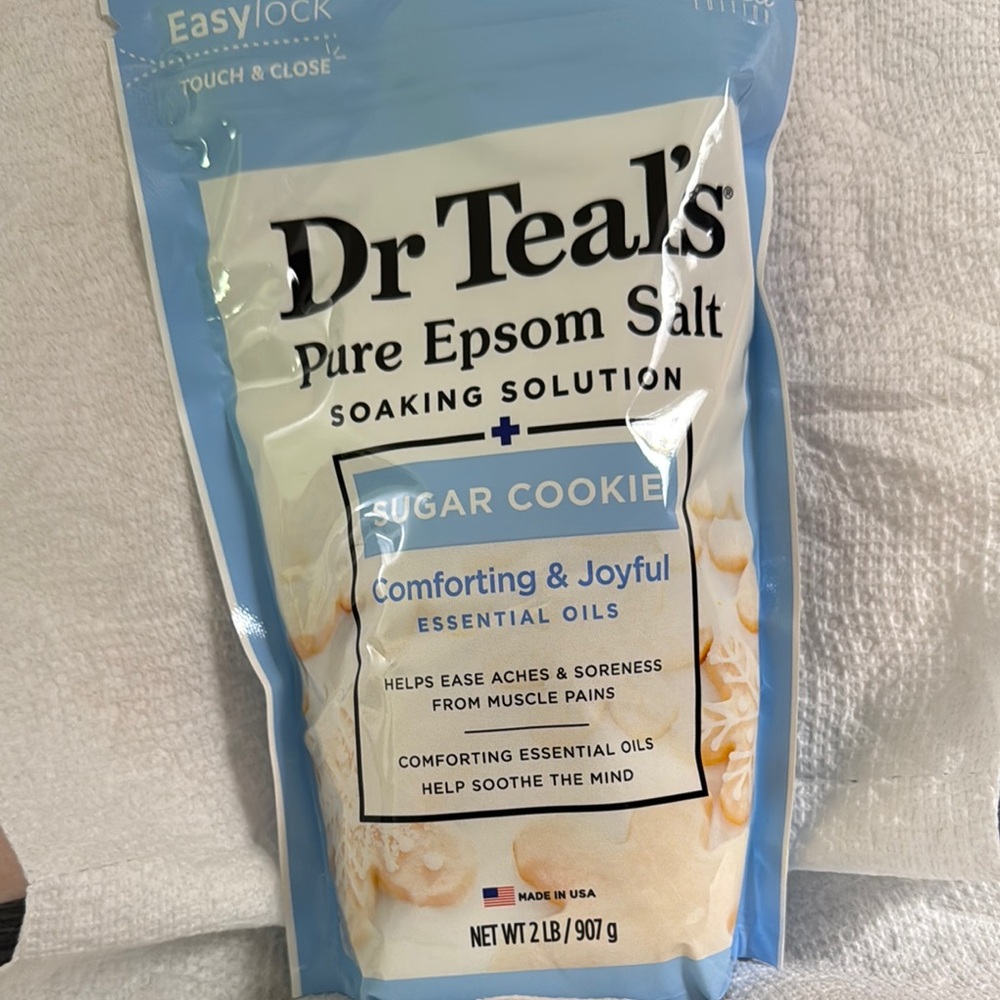 Easylock
TOUCH & CLOSE
EDITION
Dr Teal's®
Pure Epsom Salt
SOAKING SOLUTION
SUGAR COOKIE
Comforting & Joyful
ESSENTIAL OILS
HELPS EASE ACHES & SORENESS
FROM MUSCLE PAINS
COMFORTING ESSENTIAL OILS
HELP SOOTHE THE MIND
MADE IN USA
NET WT 2 LB / 907 g